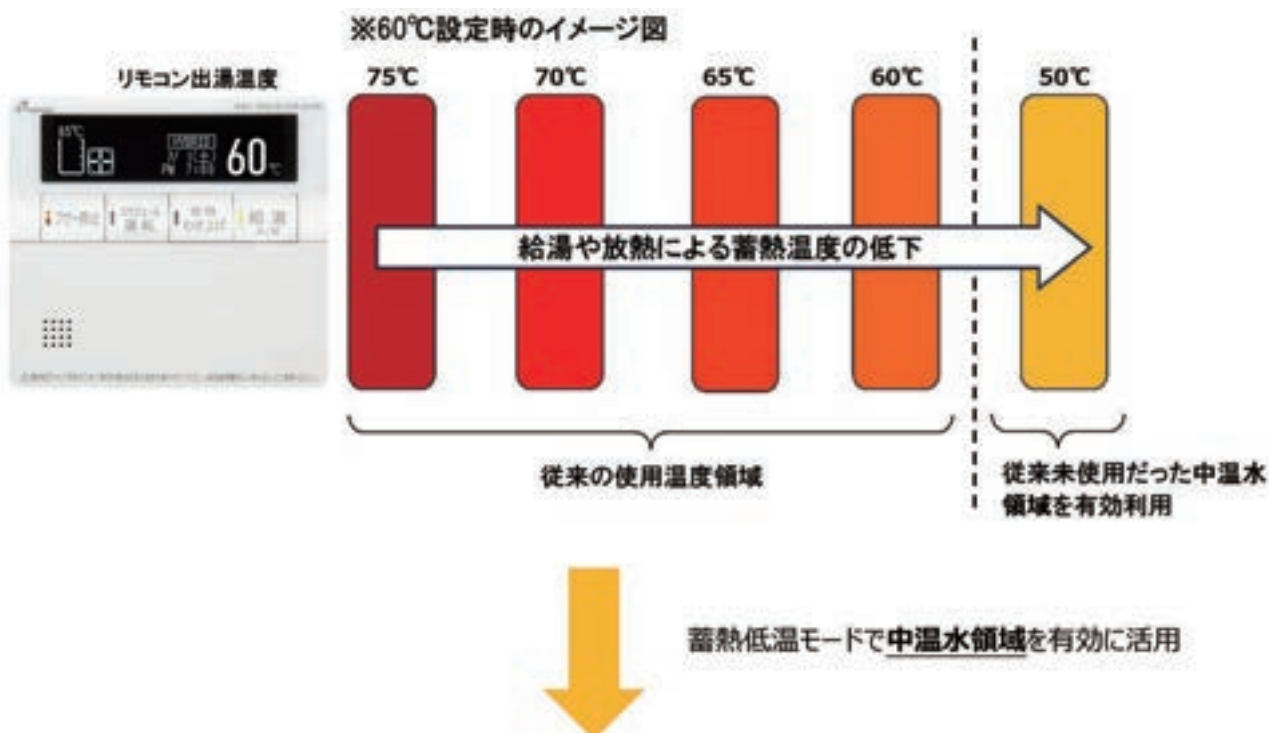 ※60℃設定時のイメージ図
リモコン出湯温度
75℃
70℃
65℃
60℃
50℃
65℃
60℃
給湯や放熱による蓄熱温度の低下
従来の使用温度領域
従来未使用だった中温水
領域を有効利用
蓄熱低温モードで中温水領域を有効に活用